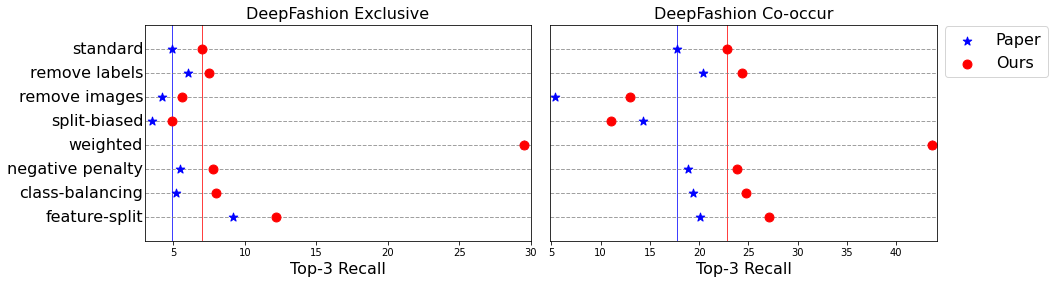 DeepFashion Exclusive
DeepFashion Co-occur
Paper
Ours
standard
remove labels
remove images
split-biased
weighted
negative penalty
class-balancing
feature-split
5 10 15 20 25 30
5 10 15 20 25 30 35 40
Top-3 Recall
Top-3 Recall